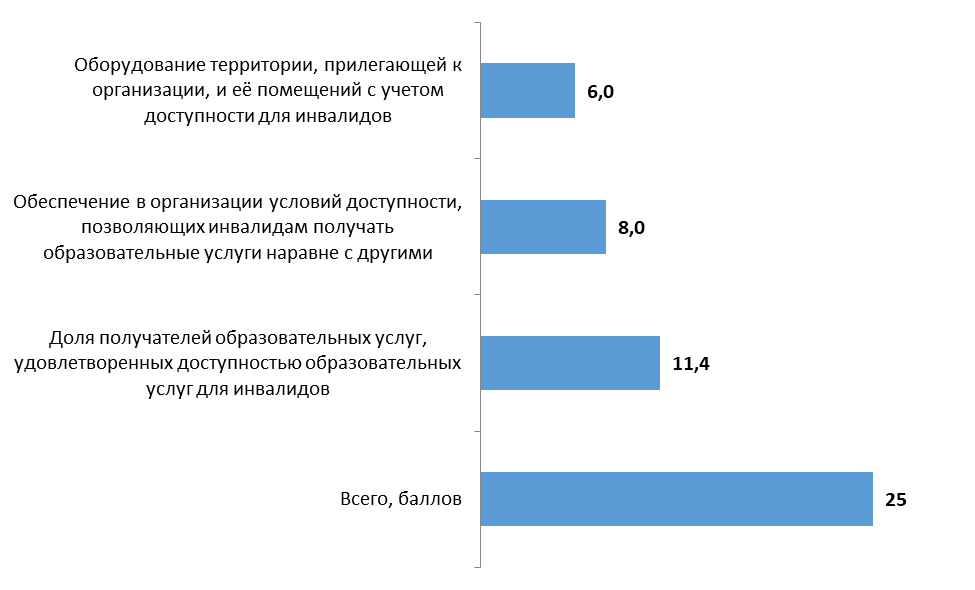 Оборудование территории, прилегающей к
организации, и её помещений с учетом
доступности для инвалидов
6,0
Обеспечение в организации условий доступности,
позволяющих инвалидам получать
образовательные услуги наравне с другими
8,0
Доля получателей образовательных услуг,
удовлетворенных доступностью образовательных
услуг для инвалидов
11,4
Всего, баллов
25